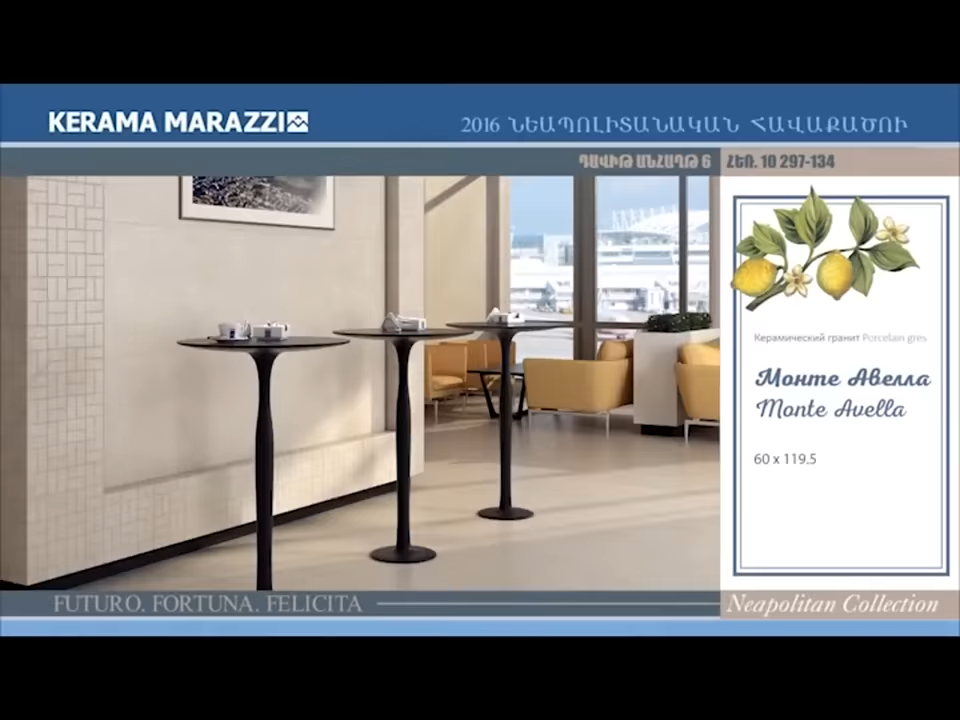 KERAMA MARAZZI
2016 ՆԵԱՊՈԼԻՏԱՆԱԿԱՆ ՀԱՎԱՔԱԾՈՒ
ԴԱՎԻԹ ԱՆՀԱՂԹ 6
ՀԵՌ. 10 297-134
Керамический гранит Porcelain gres
Монте Авелла
Monte Avella
60 x 119.5
FUTURO. FORTUNA. FELICITA
Neapolitan Collection